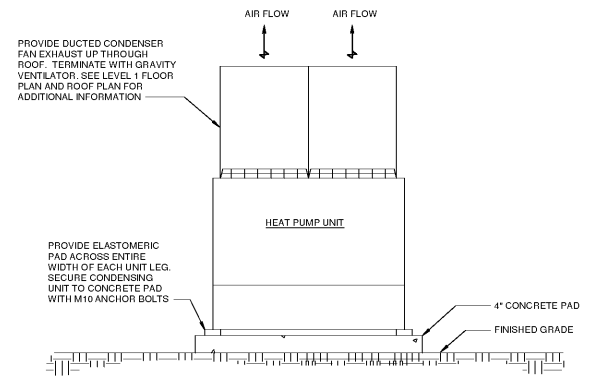 AIR FLOW
AIR FLOW
PROVIDE DUCTED CONDENSER
FAN EXHAUST UP THROUGH
ROOF. TERMINATE WITH GRAVITY
VENTILATOR. SEE LEVEL 1 FLOOR
PLAN AND ROOF PLAN FOR
ADDITIONAL INFORMATION
HEAT PUMP UNIT
PROVIDE ELASTOMERIC
PAD ACROSS ENTIRE
WIDTH OF EACH UNIT LEG.
SECURE CONDENSING
UNIT TO CONCRETE PAD
WITH M10 ANCHOR BOLTS
4" CONCRETE PAD
FINISHED GRADE